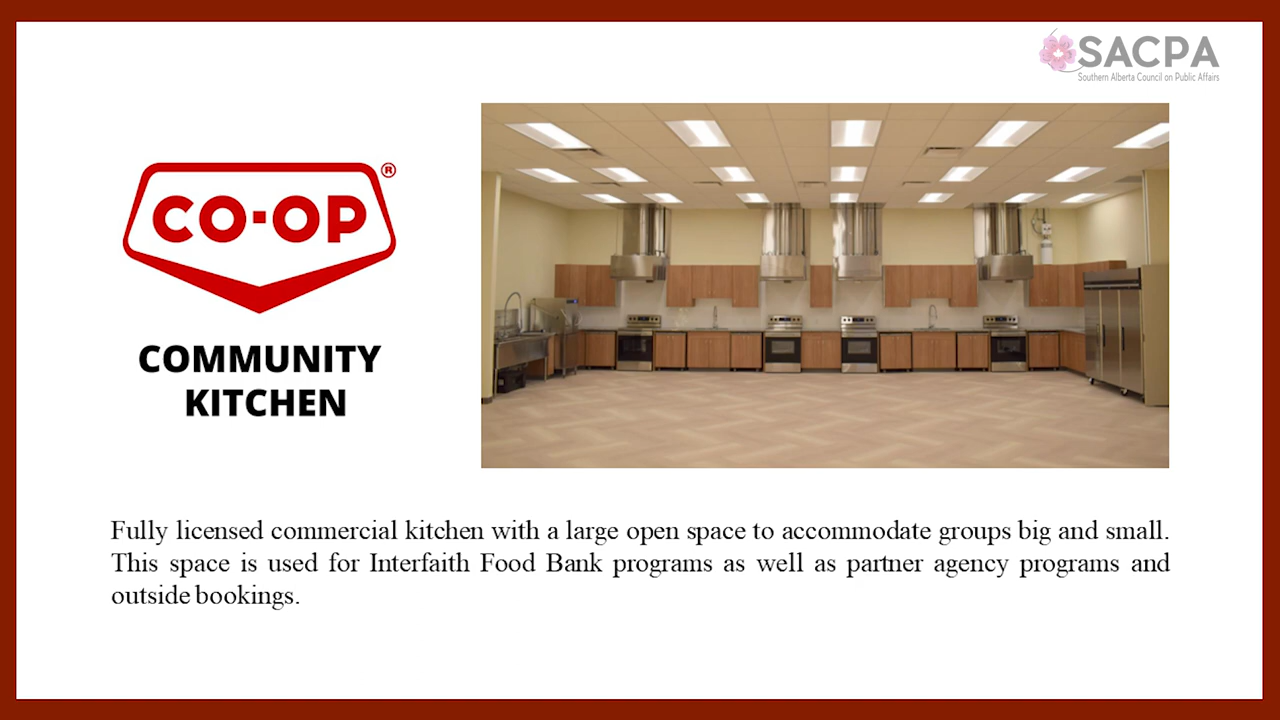 SACPA
Southern Alberta Council on Public Affairs
CO-OP®
COMMUNITY
KITCHEN
Fully licensed commercial kitchen with a large open space to accommodate groups big and small.
This space is used for Interfaith Food Bank programs as well as partner agency programs and
outside bookings.